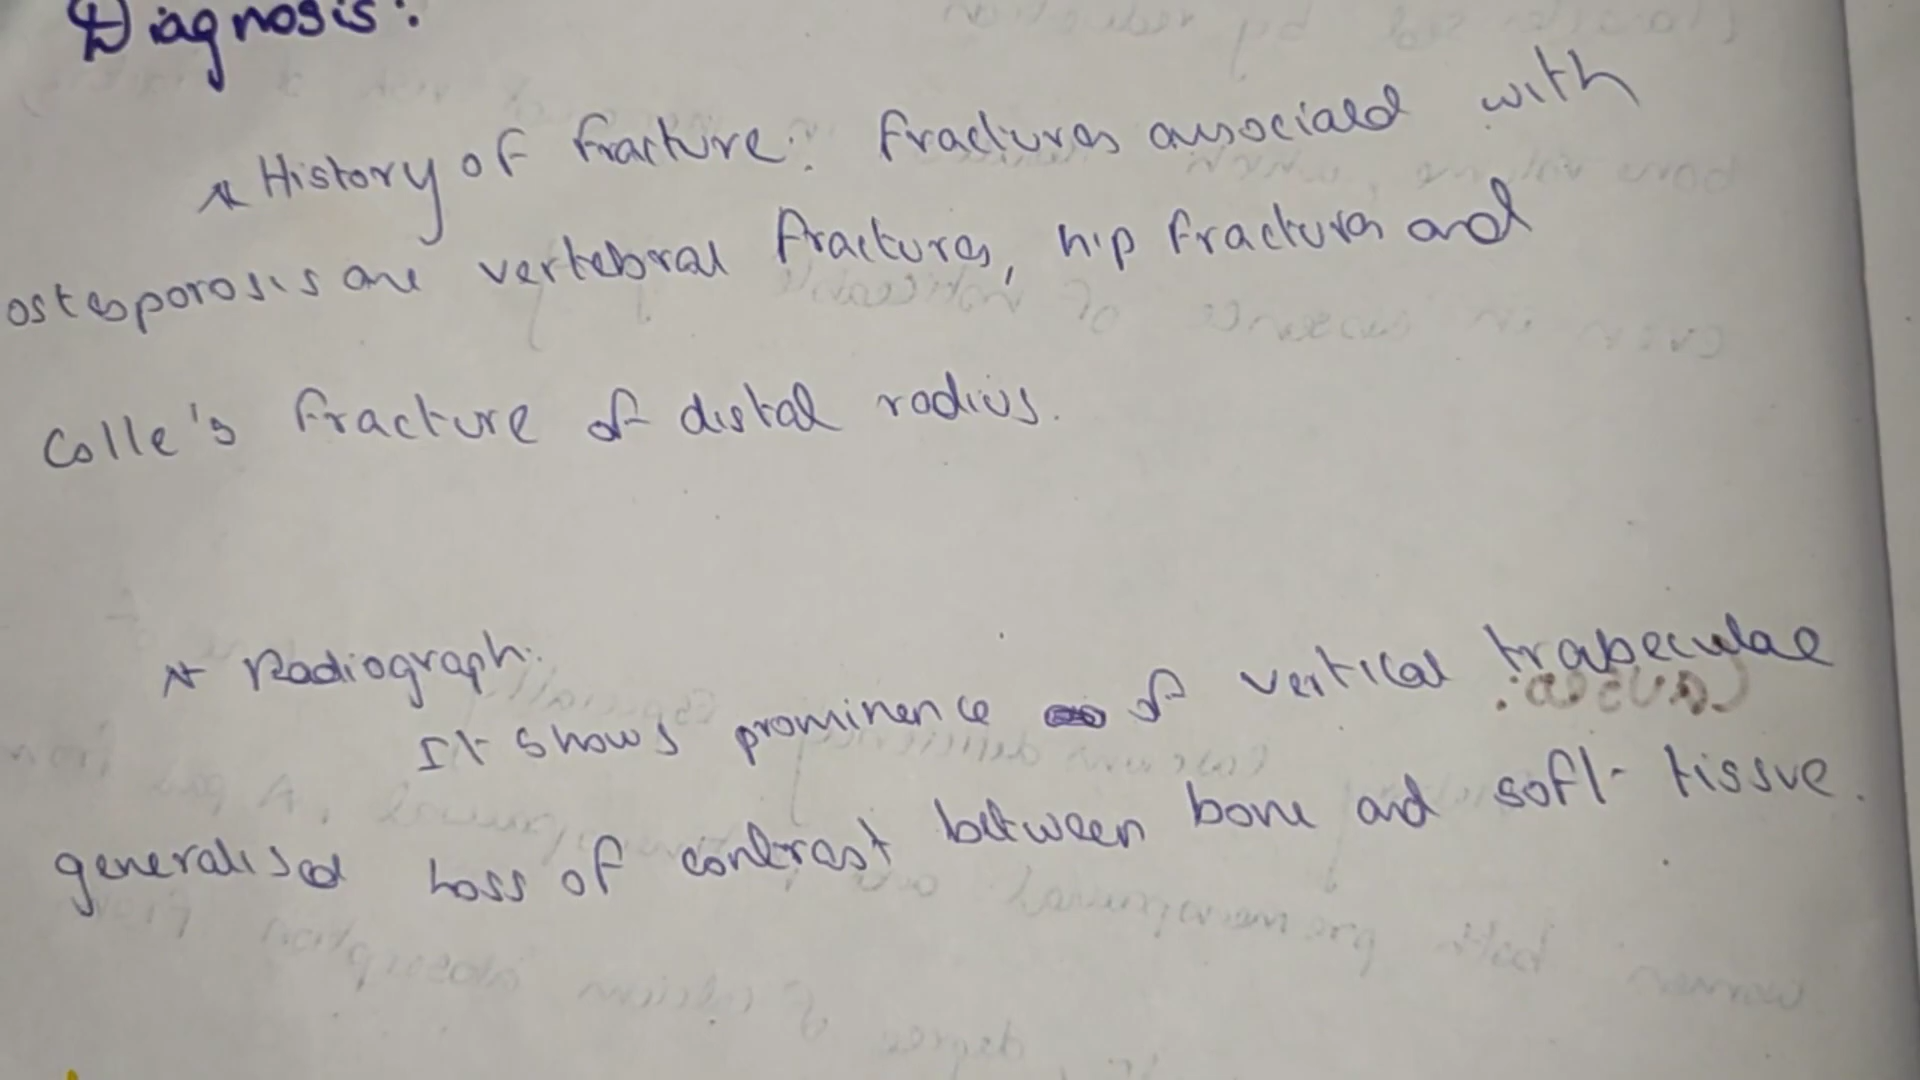 Diagnosis:
* History of fracture: fractures associated with
osteoporosis are vertebral fractures, hip fractures and
Colle's fracture of distal radius.
* Radiograph:
It shows prominence of vertical trabeculae
generalised Loss of contrast between bone and soft tissue.